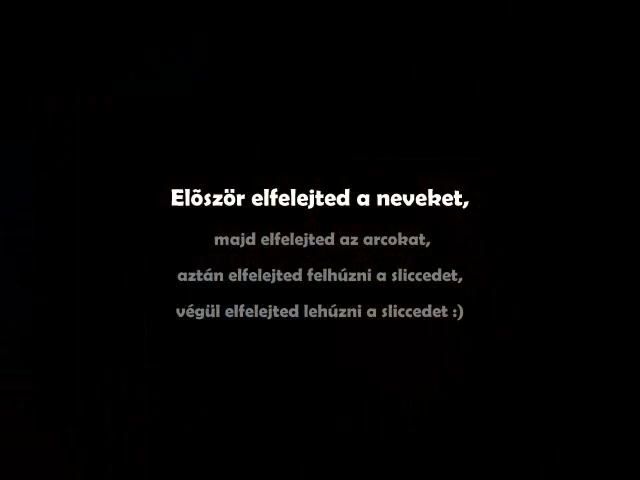 Elõször elfelejted a neveket,
majd elfelejted az arcokat,
aztán elfelejted felhúzni a sliccedet,
végül elfelejted lehúzni a sliccedet :)